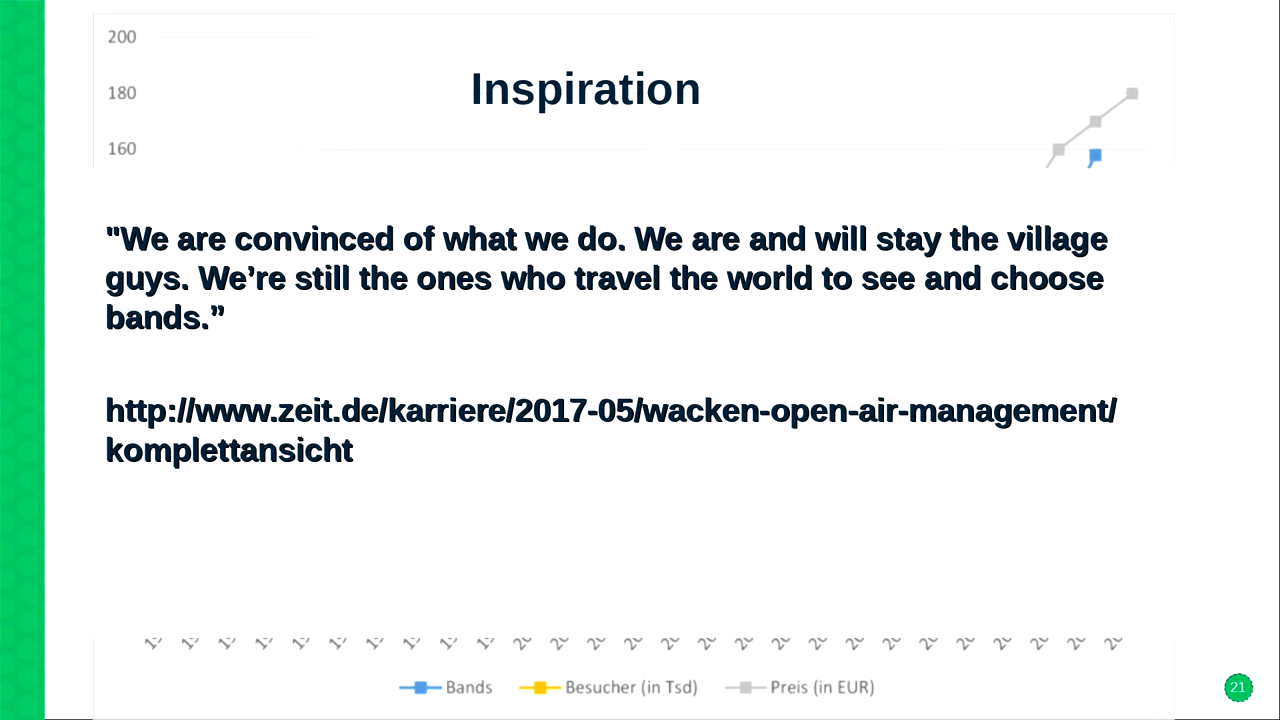 200
Inspiration
180
160
"We are convinced of what we do. We are and will stay the village
guys. We’re still the ones who travel the world to see and choose
bands.”
http://www.zeit.de/karriere/2017-05/wacken-open-air-management/
komplettansicht
Bands Besucher (in Tsd) Preis (in EUR)
21